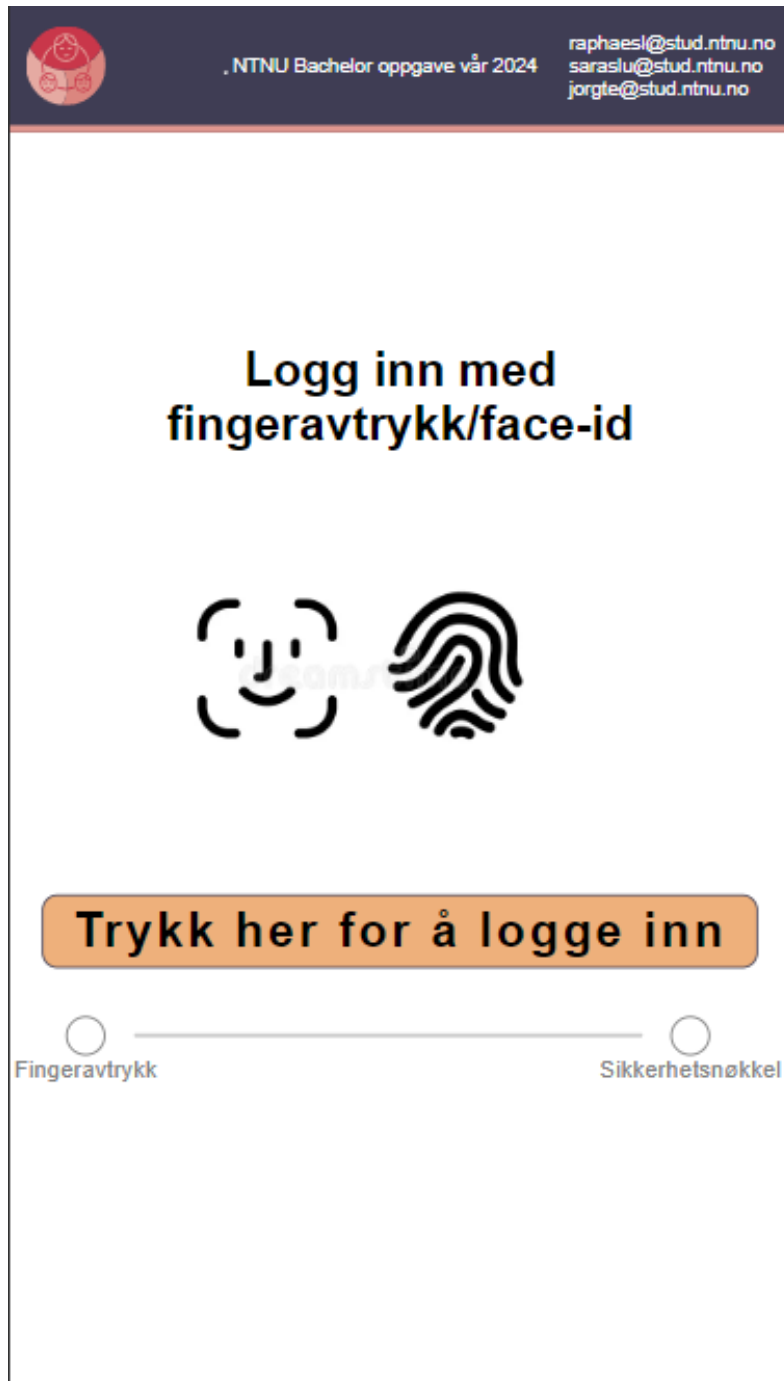 , NTNU Bachelor oppgave vår 2024
raphaesl@stud.ntnu.no
saraslu@stud.ntnu.no
jorgte@stud.ntnu.no
Logg inn med
fingeravtrykk/face-id
dreamstime
Trykk her for å logge inn
Fingeravtrykk
Sikkerhetsnøkkel